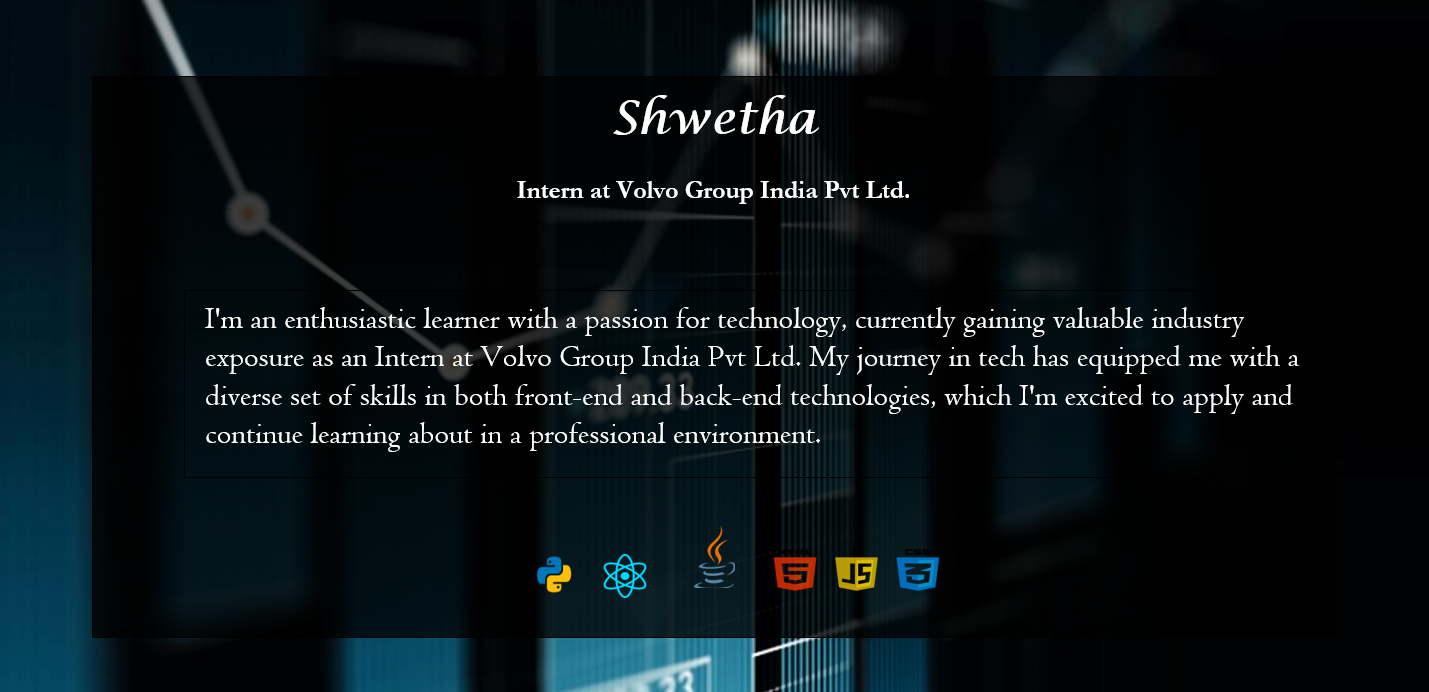 Shwetha
Intern at Volvo Group India Pvt Ltd.
I'm an enthusiastic learner with a passion for technology, currently gaining valuable industry
exposure as an Intern at Volvo Group India Pvt Ltd. My journey in tech has equipped me with a
diverse set of skills in both front-end and back-end technologies, which I'm excited to apply and
continue learning about in a professional environment.
5 JS 3